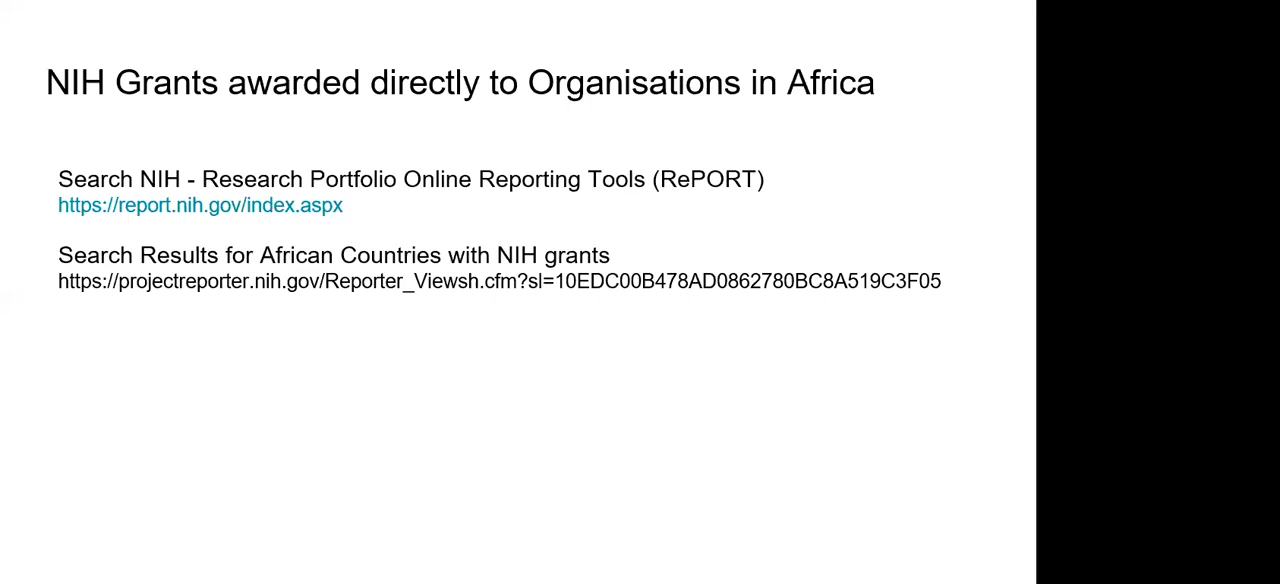 NIH Grants awarded directly to Organisations in Africa
Search NIH - Research Portfolio Online Reporting Tools (RePORT)
https://report.nih.gov/index.aspx
Search Results for African Countries with NIH grants
https://projectreporter.nih.gov/Reporter_Viewsh.cfm?sl=10EDC00B478AD0862780BC8A519C3F05